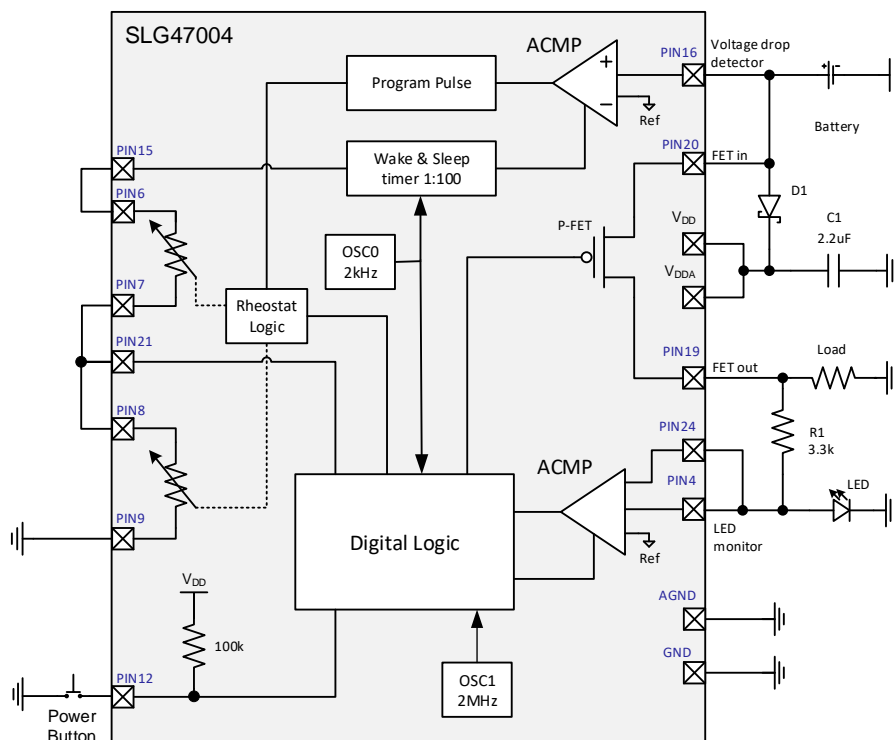 SLG47004
ACMP
PIN16
Voltage drop
detector
Program Pulse
+
−
Ref
+ -
Battery
PIN15
Wake & Sleep
timer 1:100
PIN20
FET in
PIN6
D1
P-FET
VDD
C1
2.2uF
OSC0
2kHz
VDDA
PIN7
Rheostat
Logic
PIN21
PIN19
FET out
Load
PIN8
PIN24
R1
3.3k
ACMP
PIN4
LED
PIN9
Digital Logic
Ref
LED
monitor
VDD
AGND
100k
GND
PIN12
OSC1
2MHz
Power
Button